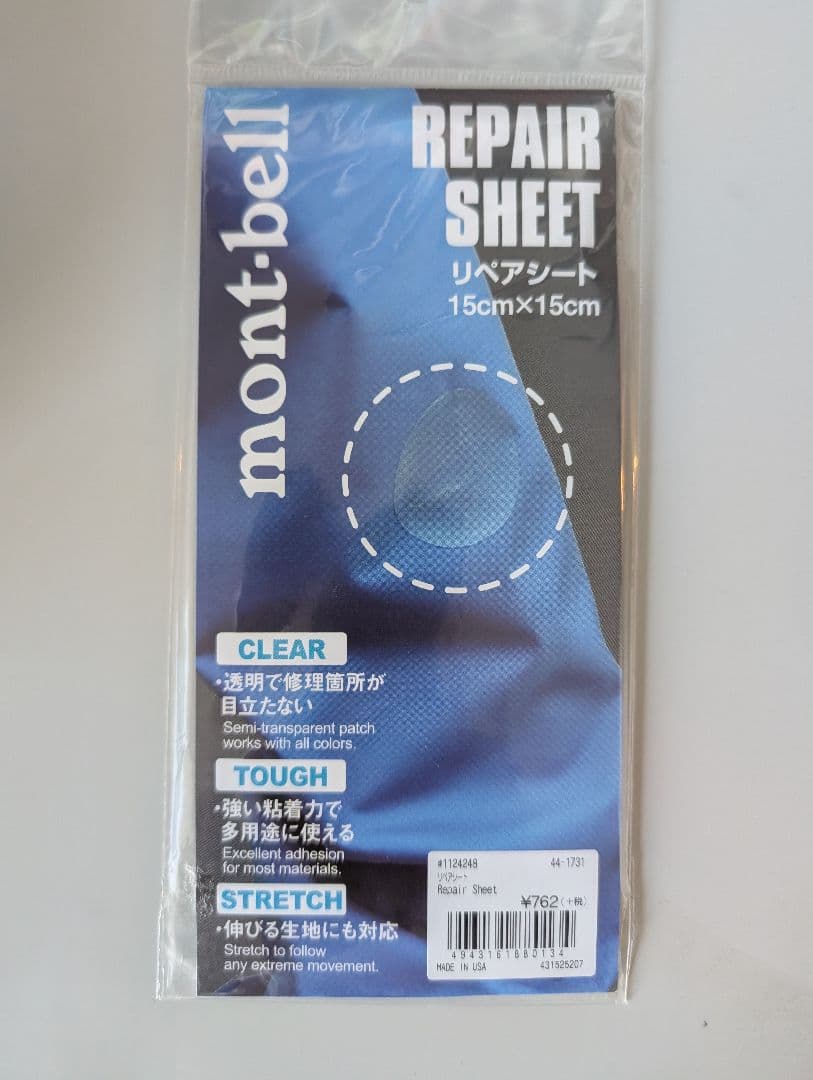 mont-bell
REPAIR
SHEET
リペアシート
15cm×15cm
CLEAR
・透明で修理箇所が
目立たない
Semi-transparent patch
works with all colors.
TOUGH
・強い粘着力で
多用途に使える
Excellent adhesion
for most materials.
STRETCH
・伸びる生地にも対応
Stretch to follow
any extreme movement.
#1124248 44-1731
リペアシート
Repair Sheet
¥762(+税)
4943161880134
MADE IN USA 431525207